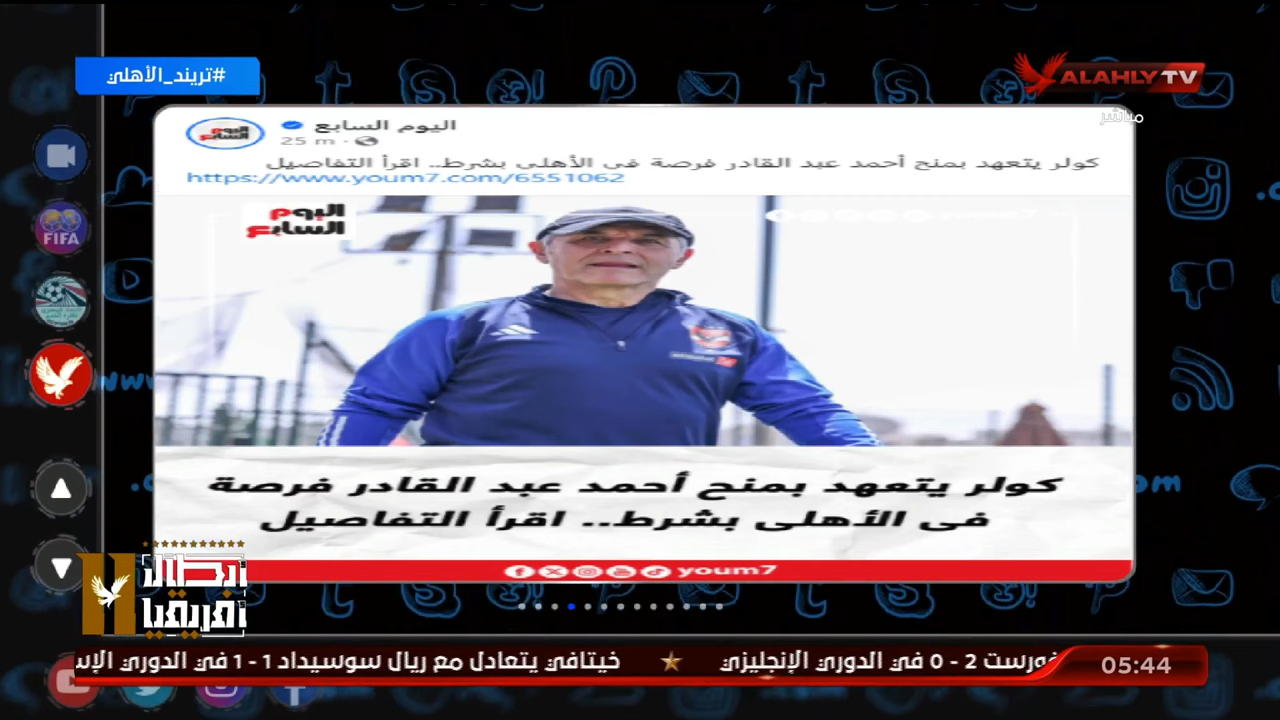 #تريند_الأهلي
ALAHLY TV
مباشر
اليوم السابع
25 m
كولر يتعهد بمنح أحمد عبد القادر فرصة فى الأهلى بشرط.. اقرأ التفاصيل
https://www.youm7.com/6551062
اليوم السابع
youm7
FIFA
كولر يتعهد بمنح أحمد عبد القادر فرصة
فى الأهلى بشرط.. اقرأ التفاصيل
youm7
أبطال
أفريقيا
فورست 2 - 0 في الدوري الإنجليزي
خيتافي يتعادل مع ريال سوسيداد 1 - 1 في الدوري الإس
05:44